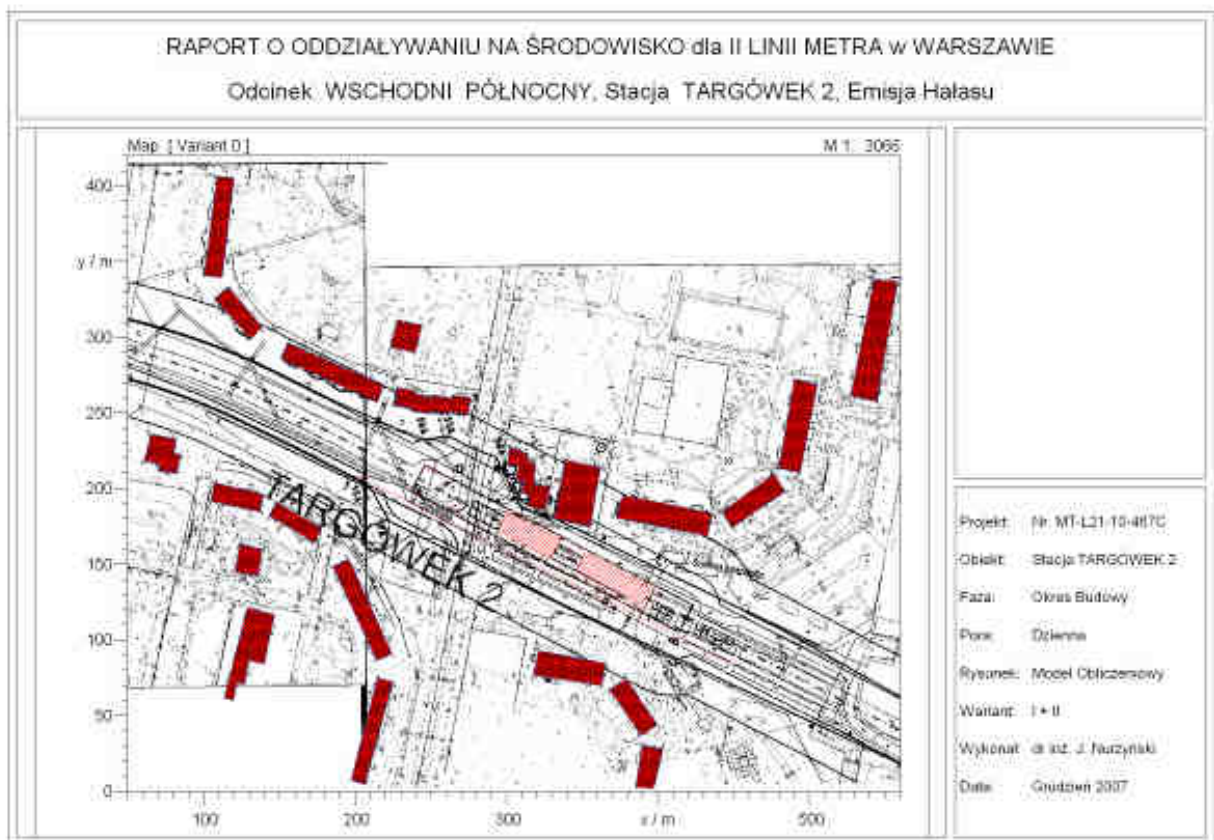 RAPORT O ODDZIAŁYWANIU NA ŚRODOWISKO dla II LINII METRA w WARSZAWIE
Odcinek WSCHODNI PÓŁNOCNY, Stacja TARGÓWEK 2, Emisja Hałasu
Map [ Variant 0 ]
M 1: 3066
400
y / m
300
250
200
150
100
50
0
TARGÓWEK 2
100
200
300
x / m
500
Projekt: Nr. MT-L21-10-467C
Obiekt: Stacja TARGÓWEK 2
Faza: Okres Budowy
Pora: Dzienna
Rysunek: Model Obliczeniowy
Wariant: I + II
Wykonał: dr inż. J. Nurzyński
Data: Grudzień 2007